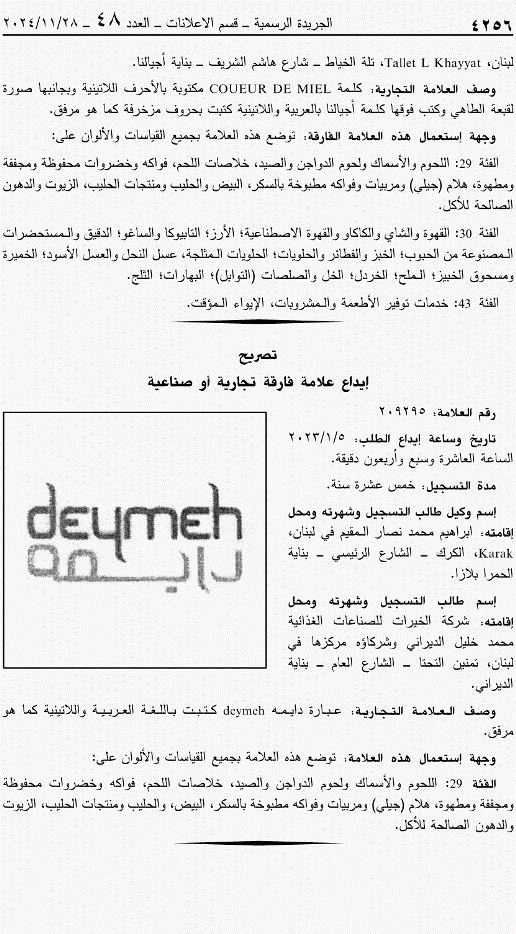 ٤٢٥٦ الجريدة الرسمية ــ قسم الاعلانات ــ العدد ٤٨ ــ ٢٠٢٤/١١/٢٨
لبنان، Tallet L Khayyat، تلة الخياط ــ شارع هاشم الشريف ــ بناية أجيالنا.
وصف العلامة التجارية: كلمة COUEUR DE MIEL مكتوبة بالأحرف اللاتينية وبجانبها صورة
لقبعة الطاهي وكتب فوقها كلمة أجيالنا بالعربية واللاتينية كتبت بحروف مزخرفة كما هو مرفق.
وجهة إستعمال هذه العلامة الفارقة: توضع هذه العلامة بجميع القياسات والألوان على:
الفئة 29: اللحوم والأسماك ولحوم الدواجن والصيد، خلاصات اللحم، فواكه وخضروات محفوظة ومجففة
ومطهوة، هلام (جيلي) ومربيات وفواكه مطبوخة بالسكر، البيض والحليب ومنتجات الحليب، الزيوت والدهون
الصالحة للأكل.
الفئة 30: القهوة والشاي والكاكاو والقهوة الاصطناعية؛ الأرز؛ التابيوكا والساغو؛ الدقيق والمستحضرات
المصنوعة من الحبوب؛ الخبز والفطائر والحلويات؛ الحلويات المثلجة، عسل النحل والعسل الأسود؛ الخميرة
ومسحوق الخبيز؛ الملح؛ الخردل؛ الخل والصلصات (التوابل)؛ البهارات؛ الثلج.
الفئة 43: خدمات توفير الأطعمة والمشروبات، الإيواء المؤقت.
تصريح
إيداع علامة فارقة تجارية أو صناعية
رقم العلامة: ٢٠٩٢٩٥
تاريخ وساعة إيداع الطلب: ٢٠٢٣/١/٥
الساعة العاشرة وسبع وأربعون دقيقة.
مدة التسجيل: خمس عشرة سنة.
إسم وكيل طالب التسجيل وشهرته ومحل
إقامته: ابراهيم محمد نصار المقيم في لبنان،
Karak، الكرك ــ الشارع الرئيسي ــ بناية
الحمرا بلازا.
إسم طالب التسجيل وشهرته ومحل
إقامته: شركة الخيرات للصناعات الغذائية
محمد خليل الديراني وشركاؤه مركزها في
لبنان، تمنين التحتا ــ الشارع العام ــ بناية
الديراني.
deymeh
دايمه
وصف العلامة التجارية: عبارة دايمه deymeh كتبت باللغة العربية واللاتينية كما هو
مرفق.
وجهة إستعمال هذه العلامة: توضع هذه العلامة بجميع القياسات والألوان على:
الفئة 29: اللحوم والأسماك ولحوم الدواجن والصيد، خلاصات اللحم، فواكه وخضروات محفوظة
ومجففة ومطهوة، هلام (جيلي) ومربيات وفواكه مطبوخة بالسكر، البيض، والحليب ومنتجات الحليب، الزيوت
والدهون الصالحة للأكل.